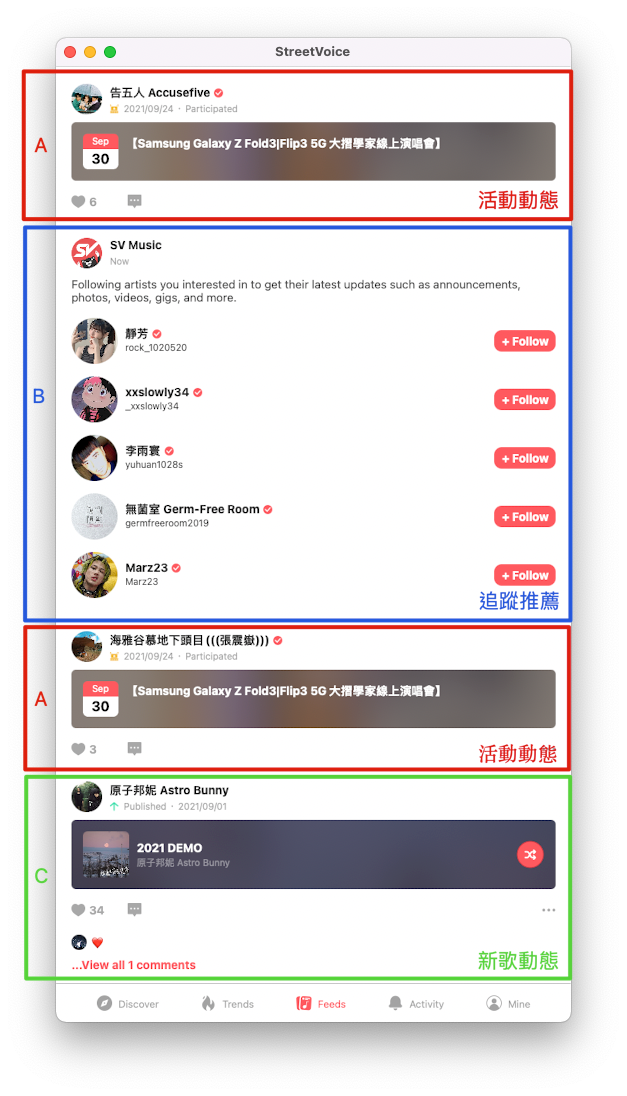 StreetVoice
A
告五人 Accusefive
2021/09/24 · Participated
Sep
30
【Samsung Galaxy Z Fold3|Flip3 5G 大摺學家線上演唱會】
6
活動動態
B
SV Music
Now
Following artists you interested in to get their latest updates such as announcements,
photos, videos, gigs, and more.
靜芳
rock_1020520
+ Follow
xxslowly34
_xxslowly34
+ Follow
李雨寰
yuhuan1028s
+ Follow
無菌室 Germ-Free Room
germfreeroom2019
+ Follow
Marz23
Marz23
+ Follow
追蹤推薦
A
海雅谷慕地下頭目 (((張震嶽)))
2021/09/24 · Participated
Sep
30
【Samsung Galaxy Z Fold3|Flip3 5G 大摺學家線上演唱會】
3
活動動態
C
原子邦妮 Astro Bunny
Published · 2021/09/01
2021 DEMO
原子邦妮 Astro Bunny
34
...View all 1 comments
新歌動態
Discover
Trends
Feeds
Activity
Mine